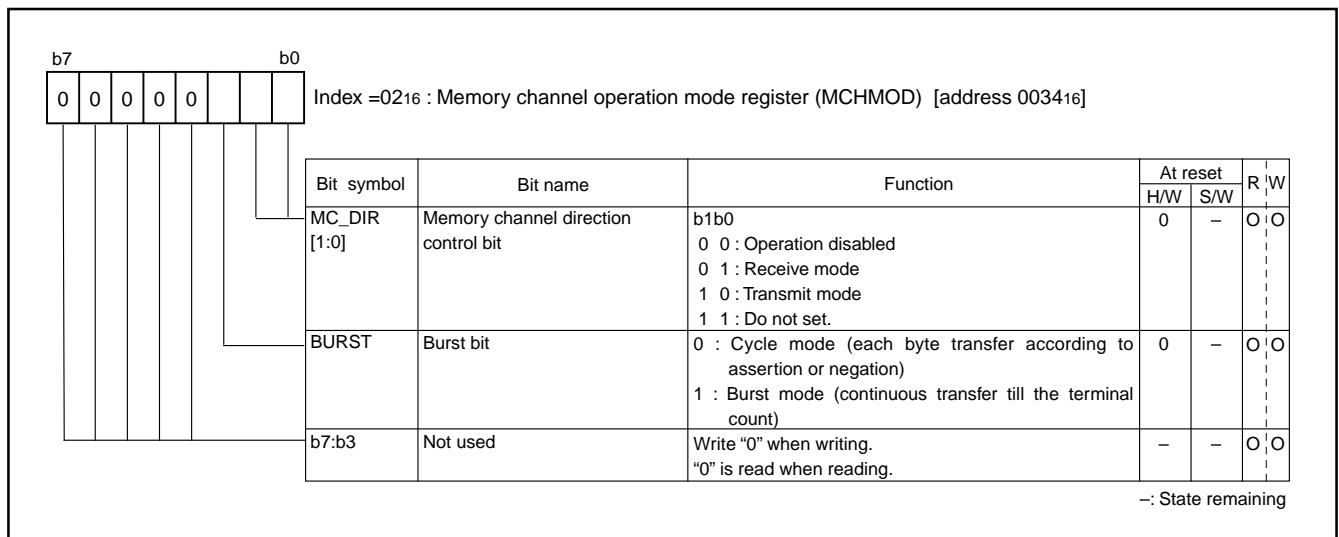 b7 b0
0 0 0 0 0
Index =0216 : Memory channel operation mode register (MCHMOD) [address 003416]
Bit symbol Bit name Function At reset R W
H/W S/W
MC_DIR Memory channel direction b1b0 0 – O O
[1:0] control bit 0 0 : Operation disabled
0 1 : Receive mode
1 0 : Transmit mode
1 1 : Do not set.
BURST Burst bit 0 : Cycle mode (each byte transfer according to 0 – O O
assertion or negation)
1 : Burst mode (continuous transfer till the terminal
count)
b7:b3 Not used Write “0” when writing. – – O O
“0” is read when reading.
–: State remaining